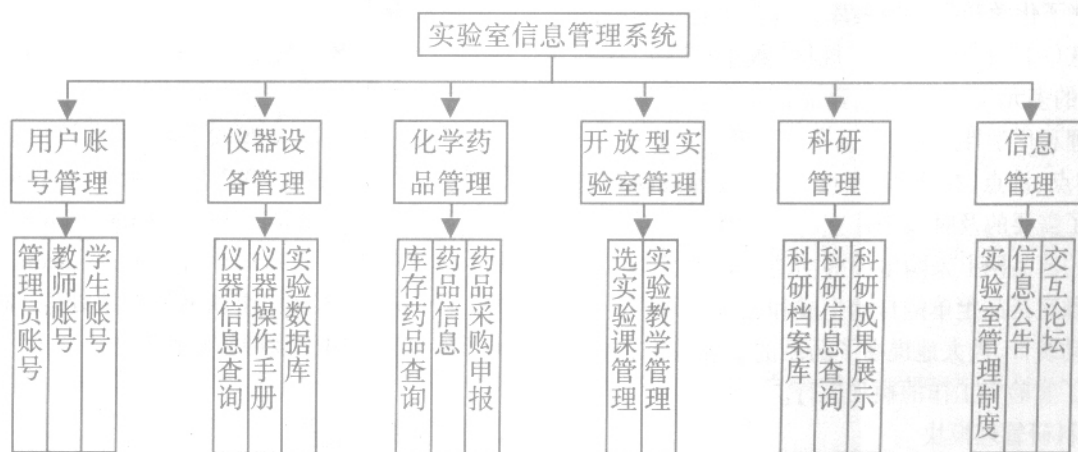 实验室信息管理系统
用户账
号管理
仪器设
备管理
化学药
品管理
开放型实
验室管理
科研
管理
信息
管理
管理员账号
教师账号
学生账号
仪器信息查询
仪器操作手册
实验数据库
库存药品查询
药品信息
药品采购申报
选实验课管理
实验教学管理
科研档案库
科研信息查询
科研成果展示
实验室管理制度
信息公告
交互论坛